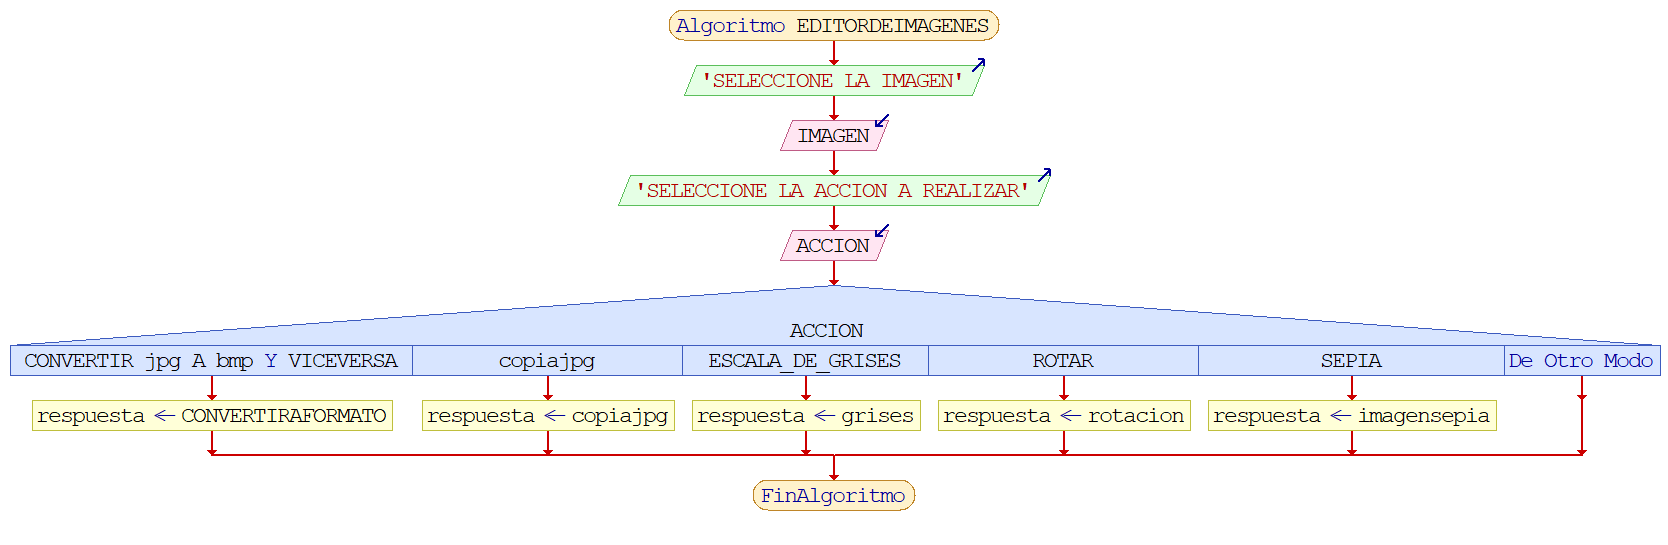 Algoritmo EDITORDEIMAGENES
'SELECCIONE LA IMAGEN'
IMAGEN
'SELECCIONE LA ACCION A REALIZAR'
ACCION
ACCION
CONVERTIR jpg A bmp Y VICEVERSA
copiajpg
ESCALA_DE_GRISES
ROTAR
SEPIA
De Otro Modo
respuesta ← CONVERTIRAFORMATO
respuesta ← copiajpg
respuesta ← grises
respuesta ← rotacion
respuesta ← imagensepia
FinAlgoritmo